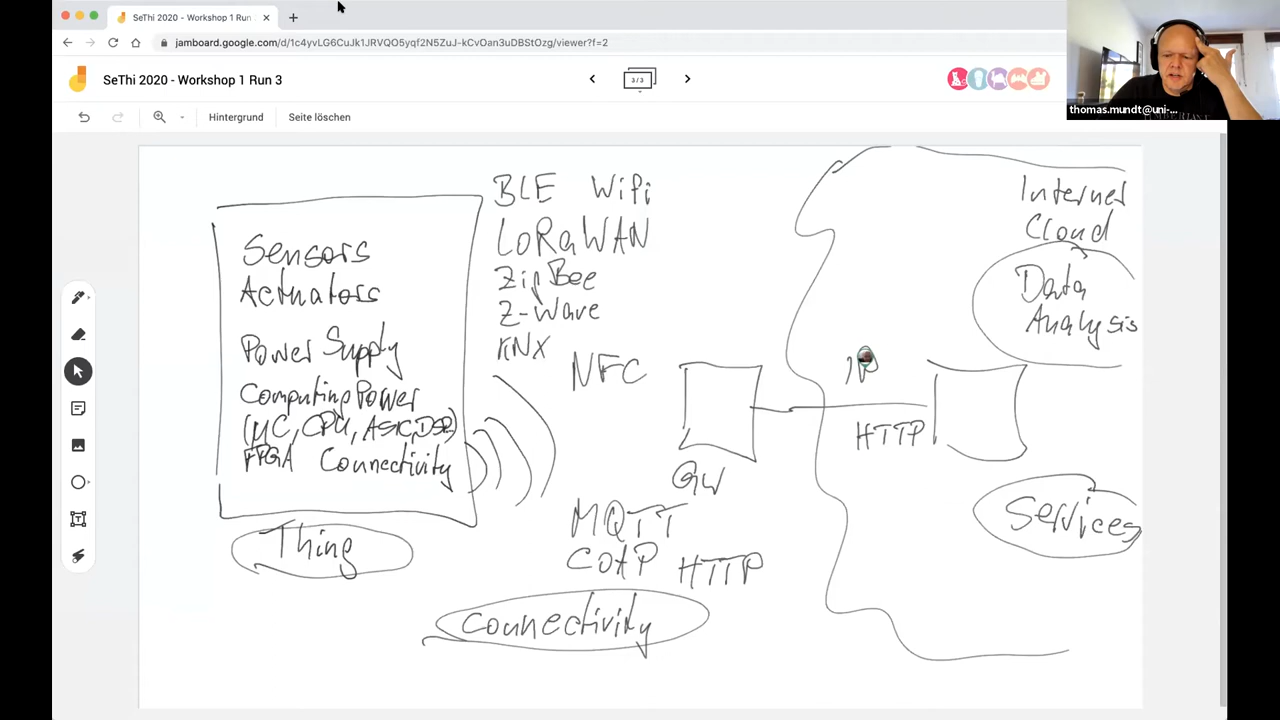 SeThi 2020 - Workshop 1 Run
jamboard.google.com/d/1c4yvLG6CuJk1JRVQO5yqf2N5ZuJ-kCvOan3uDBStOzg/viewer?f=2
thomas.mundt@uni-...
SeThi 2020 - Workshop 1 Run 3
3/3
Hintergrund
Seite löschen
Sensors
Actuators
Power Supply
Computing Power
(µC, CPU, ASIC, DSP)
FPGA Connectivity
Thing
BLE Wifi
LoRaWAN
ZigBee
Z-Wave
KNX
NFC
GW
MQTT
COAP HTTP
Connectivity
IP
HTTP
Internet
Cloud
Data
Analysis
Services